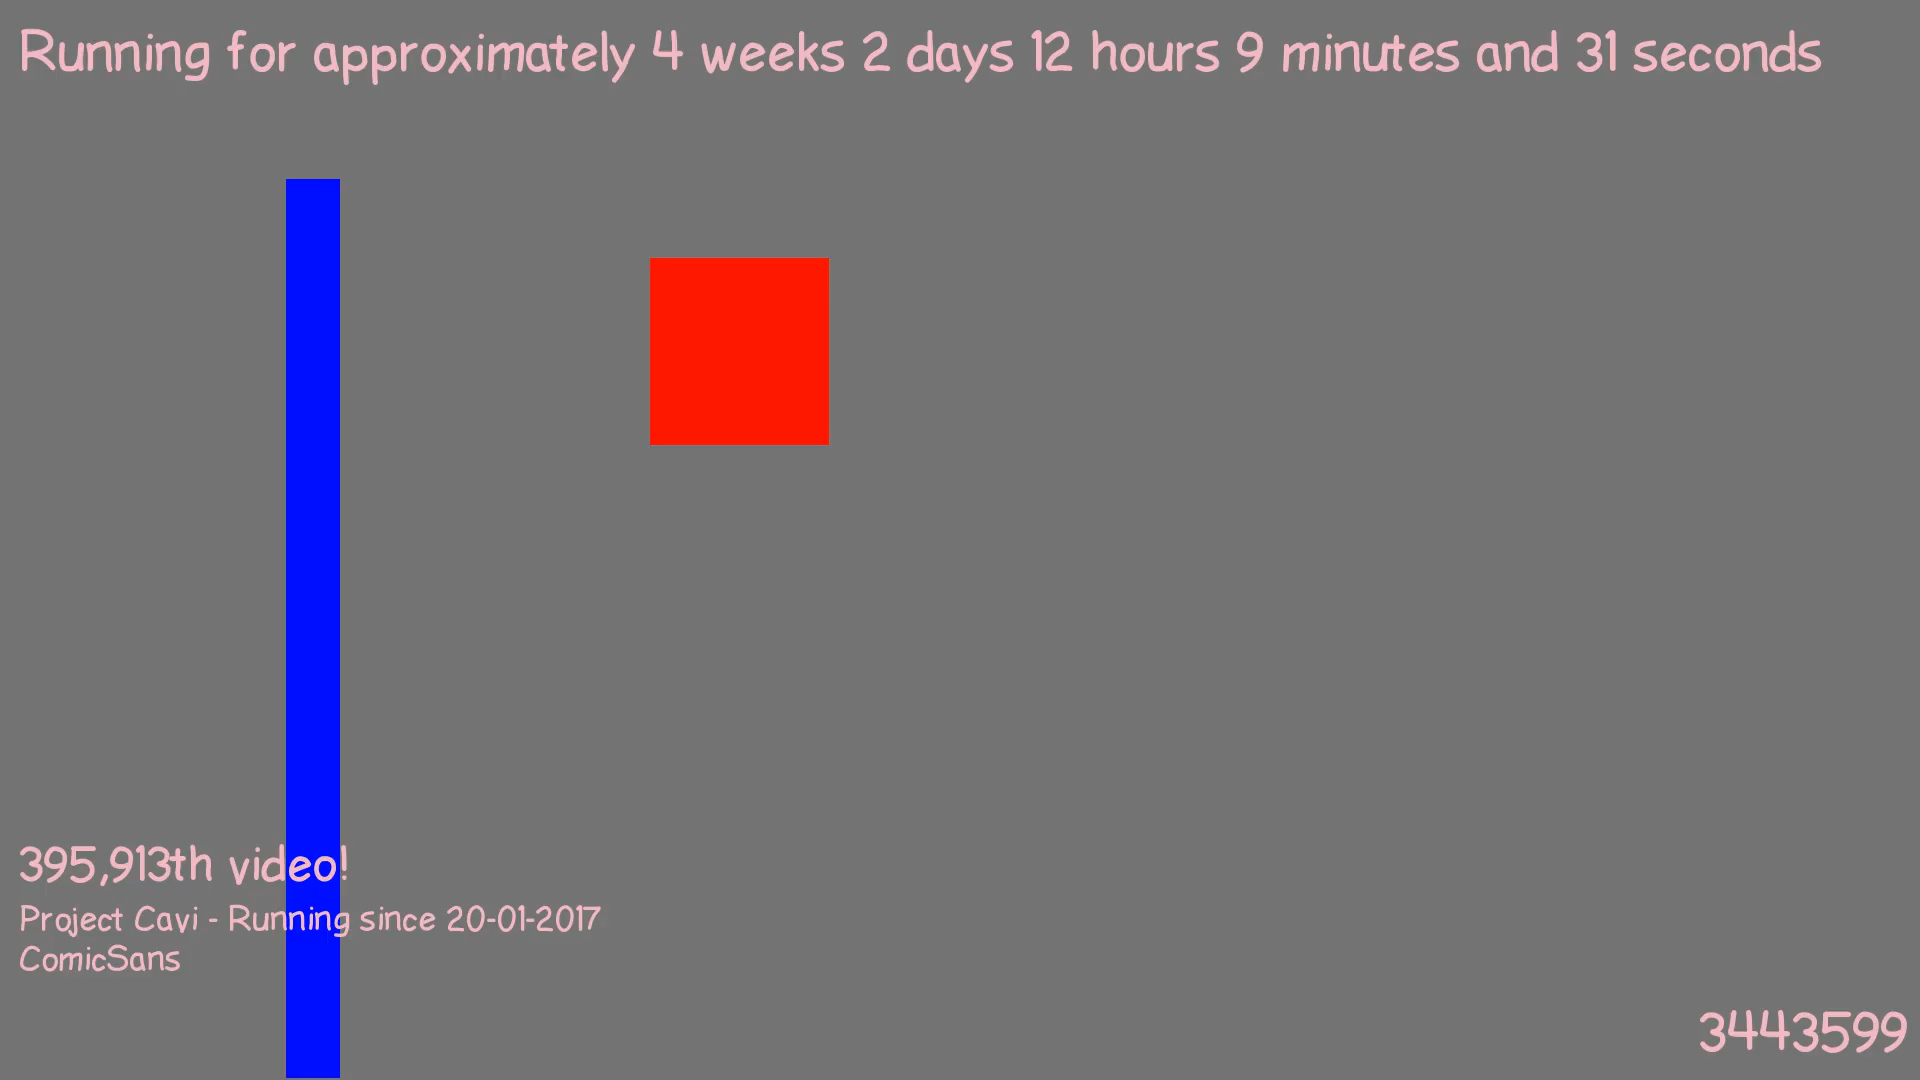 Running for approximately 4 weeks 2 days 12 hours 9 minutes and 31 seconds
395,913th video!
Project Cavi - Running since 20-01-2017
ComicSans
3443599